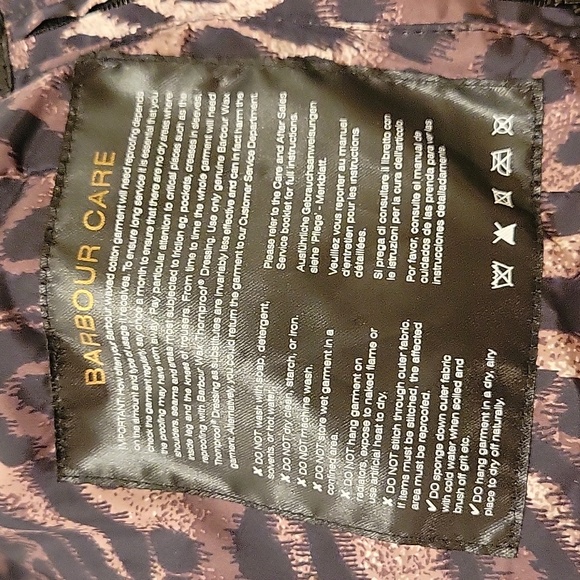 BARBOUR CARE
IMPORTANT: How often your Barbour waxed cotton garment will need reproofing depends
on the amount and type of usage it receives. To ensure long service it is essential that you
check the garment regularly, say once a month to ensure that there are no dry areas where
the proofing may have worn away. Pay particular attention to critical places such as the
shoulders, seams and areas most subjected to friction eg. pockets, creases in sleeves,
inside leg and the knees of trousers. From time to time the whole garment will need
reproofing with Barbour Wax Thornproof® Dressing. Use only genuine Barbour Wax
Thornproof® Dressing as substitutes are invariably less effective and can in fact harm the
garment. Alternatively you could return the garment to our Customer Service Department.
✗ DO NOT wash with soap, detergent,
solvents, or hot water.
✗ DO NOT dry clean, starch, or iron.
✗ DO NOT machine wash.
✗ DO NOT store wet garment in a
confined area.
✗ DO NOT hang garment on
radiators, expose to naked flame or
use artificial heat to dry.
✗ DO NOT stitch through outer fabric.
If items must be stitched, the affected
area must be reproofed.
✓ DO sponge down outer fabric
with cold water when soiled and
brush off grit etc.
✓ DO hang garment in a dry, airy
place to dry off naturally.
Please refer to the Care and After Sales
Service booklet for full instructions.
Ausführliche Gebrauchsanweisungen
siehe 'Pflege' - Merkblatt.
Veuillez vous reporter au manuel
d'entretien pour les instructions
détaillées.
Si prega di consultare il libretto con
le istruzioni per la cura dell'articolo.
Por favor, consulte el manual de
cuidados de las prendas para ver las
instrucciones detalladas.